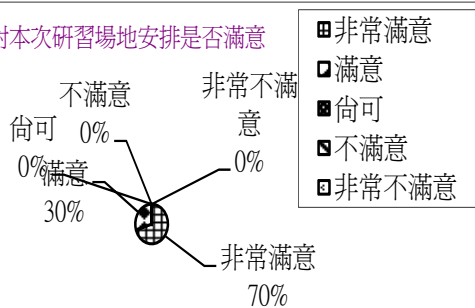 對本次研習場地安排是否滿意
非常滿意
滿意
尙可
不滿意
非常不滿意
不滿意
0%
非常不滿
意
0%
尙可
0%
滿意
30%
非常滿意
70%